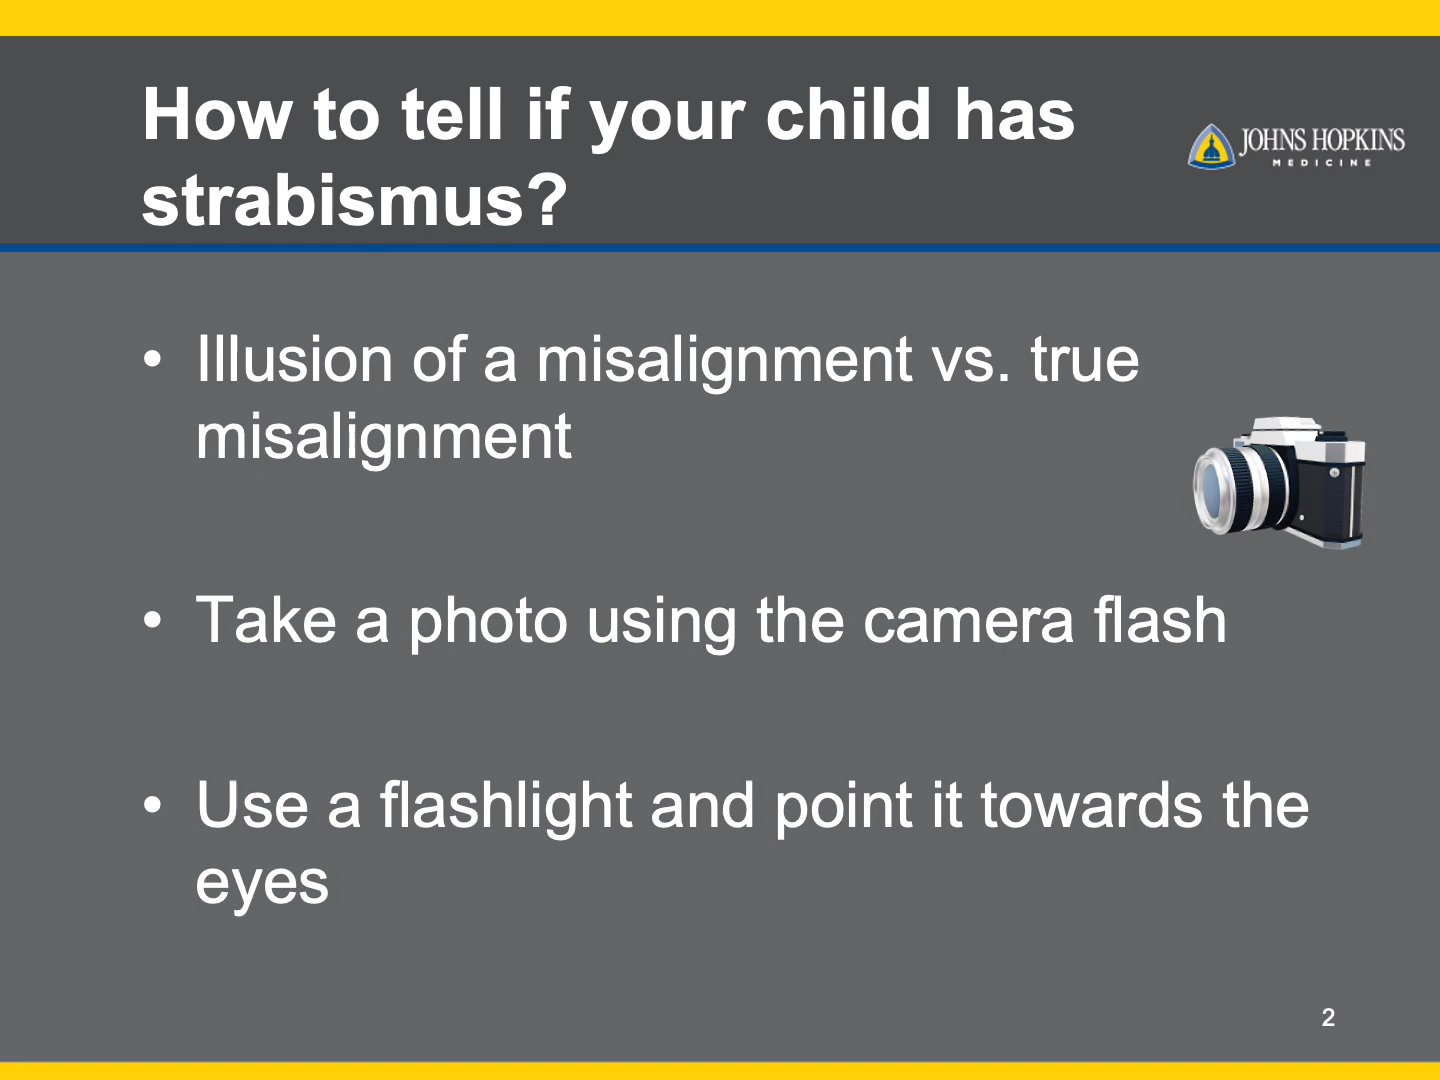 How to tell if your child has
strabismus?
JOHNS HOPKINS
MEDICINE
• Illusion of a misalignment vs. true
misalignment
• Take a photo using the camera flash
• Use a flashlight and point it towards the
eyes
2